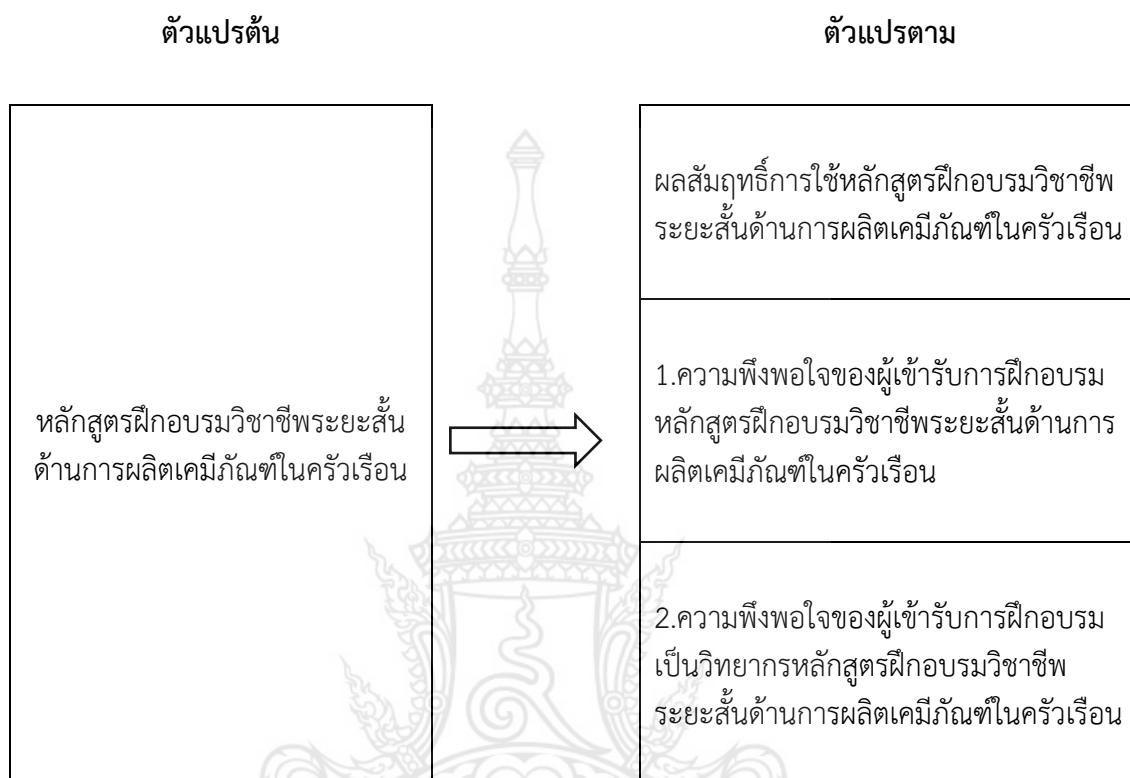 ตัวแปรต้น
ตัวแปรตาม
หลักสูตรฝึกอบรมวิชาชีพระยะสั้น
ด้านการผลิตเคมีภัณฑ์ในครัวเรือน
ผลสัมฤทธิ์การใช้หลักสูตรฝึกอบรมวิชาชีพ
ระยะสั้นด้านการผลิตเคมีภัณฑ์ในครัวเรือน
1.ความพึงพอใจของผู้เข้ารับการฝึกอบรม
หลักสูตรฝึกอบรมวิชาชีพระยะสั้นด้านการ
ผลิตเคมีภัณฑ์ในครัวเรือน
2.ความพึงพอใจของผู้เข้ารับการฝึกอบรม
เป็นวิทยากรหลักสูตรฝึกอบรมวิชาชีพ
ระยะสั้นด้านการผลิตเคมีภัณฑ์ในครัวเรือน